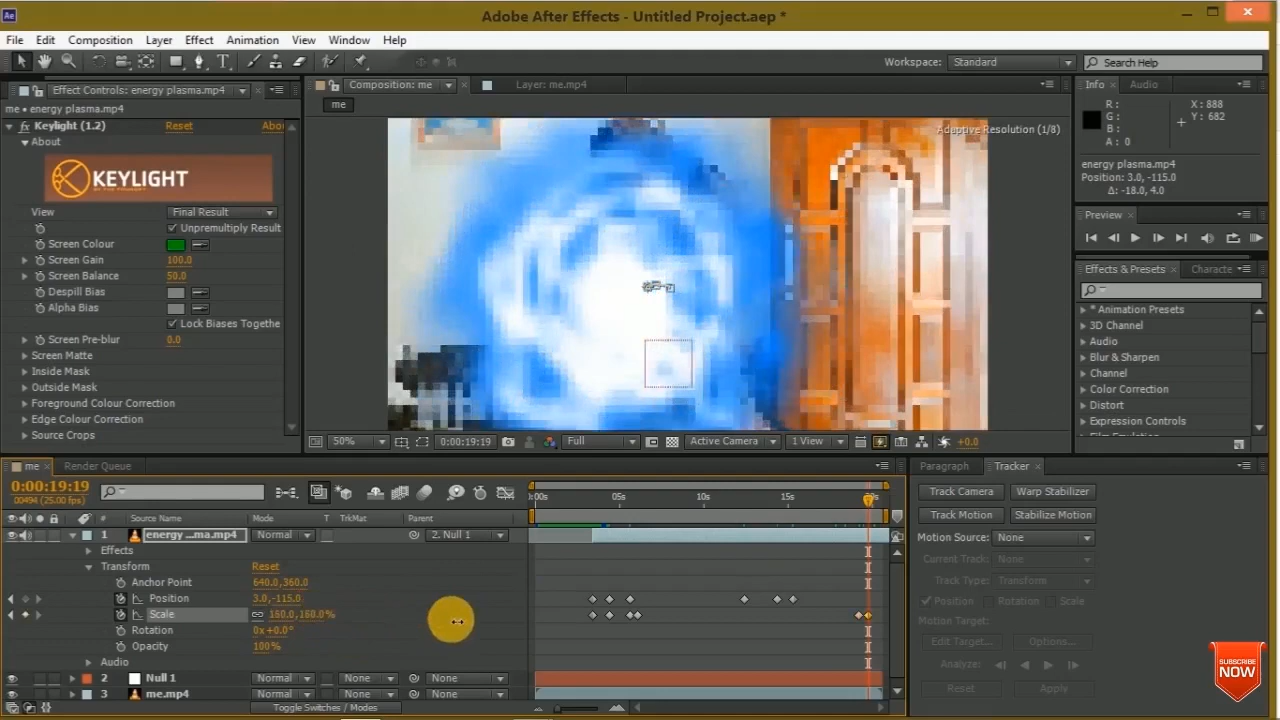 Ae Adobe After Effects - Untitled Project.aep *
File Edit Composition Layer Effect Animation View Window Help
Workspace: Standard Search Help
Effect Controls: energy plasma.mp4
me • energy plasma.mp4
fx Keylight (1.2) Reset Abou
About
KEYLIGHT
View Final Result
Unpremultiply Result
Screen Colour
Screen Gain 100.0
Screen Balance 50.0
Despill Bias
Alpha Bias
Lock Biases Togethe
Screen Pre-blur 0.0
Screen Matte
Inside Mask
Outside Mask
Foreground Colour Correction
Edge Colour Correction
Source Crops
Composition: me Layer: me.mp4
me
Adaptive Resolution (1/8)
50% 0:00:19:19 Full Active Camera 1 View +0.0
Info Audio
R: X: 888
G: Y: 682
B:
A: 0
energy plasma.mp4
Position: 3.0, -115.0
Δ: -18.0, 4.0
Preview
Effects & Presets Characte
* Animation Presets
3D Channel
Audio
Blur & Sharpen
Channel
Color Correction
Distort
Expression Controls
Film Emulation
me Render Queue
0:00:19:19
00494 (25.00 fps)
:00s 05s 10s 15s
# Source Name Mode T TrkMat Parent
1 energy ...ma.mp4 Normal 2. Null 1
Effects
Transform Reset
Anchor Point 640.0,360.0
Position 3.0,-115.0
Scale 160.0,160.0%
Rotation 0x+0.0°
Opacity 100%
Audio
2 Null 1 Normal None None
3 me.mp4 Normal None None
Toggle Switches / Modes
Paragraph Tracker
Track Camera Warp Stabilizer
Track Motion Stabilize Motion
Motion Source: None
Current Track: None
Track Type: Transform
Position Rotation Scale
Motion Target:
Edit Target... Options...
Analyze:
Reset Apply
SUBSCRIBE
NOW